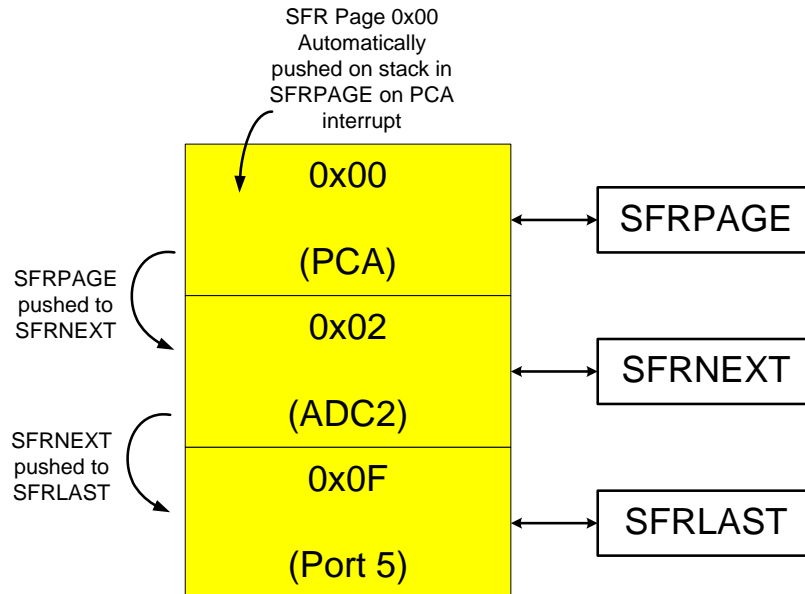 SFR Page 0x00
Automatically
pushed on stack in
SFRPAGE on PCA
interrupt
0x00
(PCA)
SFRPAGE
SFRPAGE
pushed to
SFRNEXT
0x02
(ADC2)
SFRNEXT
SFRNEXT
pushed to
SFRLAST
0x0F
(Port 5)
SFRLAST